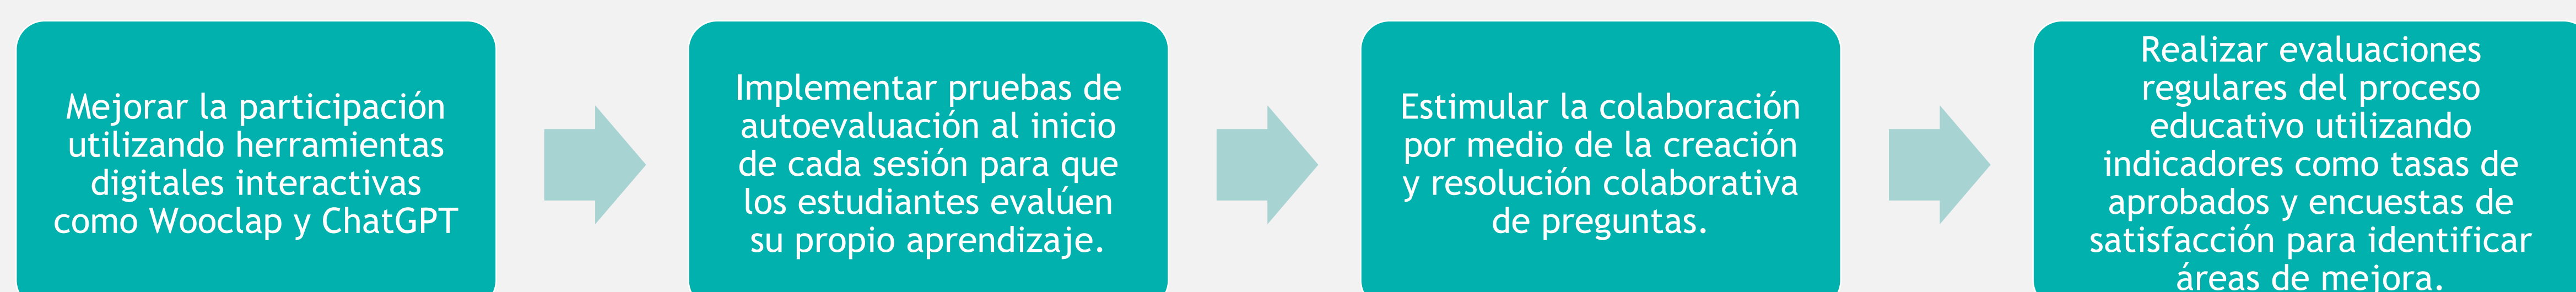 Mejorar la participación
utilizando herramientas
digitales interactivas
como Wooclap y ChatGPT
Implementar pruebas de
autoevaluación al inicio
de cada sesión para que
los estudiantes evalúen
su propio aprendizaje.
Estimular la colaboración
por medio de la creación
y resolución colaborativa
de preguntas.
Realizar evaluaciones
regulares del proceso
educativo utilizando
indicadores como tasas de
aprobados y encuestas de
satisfacción para identificar
áreas de mejora.